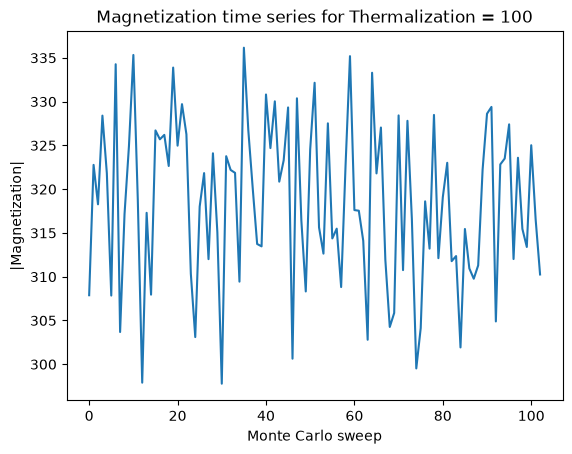 Magnetization time series for Thermalization = 100
|Magnetization|
335
330
325
320
315
310
305
300
0 20 40 60 80 100
Monte Carlo sweep